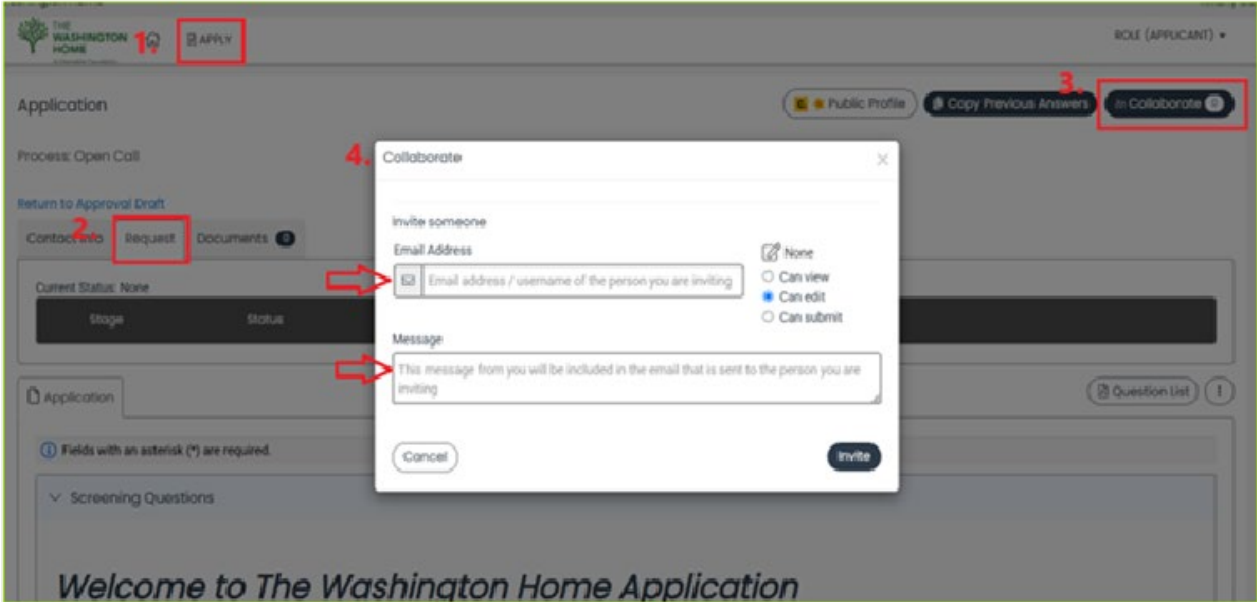 THE
WASHINGTON
HOME
1.
APPLY
ROLE (APPLICANT)
3.
Application
Public Profile
Copy Previous Answers
Collaborate 0
Process: Open Call
4. Collaborate
Return to Approval Draft
2.
Contact Info Request Documents 0
Invite someone
Email Address
None
Email address / username of the person you are inviting
Can view
Can edit
Can submit
Current Status: None
Stage Status
Message
This message from you will be included in the email that is sent to the person you are
inviting
Application
Question List
Fields with an asterisk (*) are required.
Cancel
Invite
Screening Questions
Welcome to The Washington Home Application